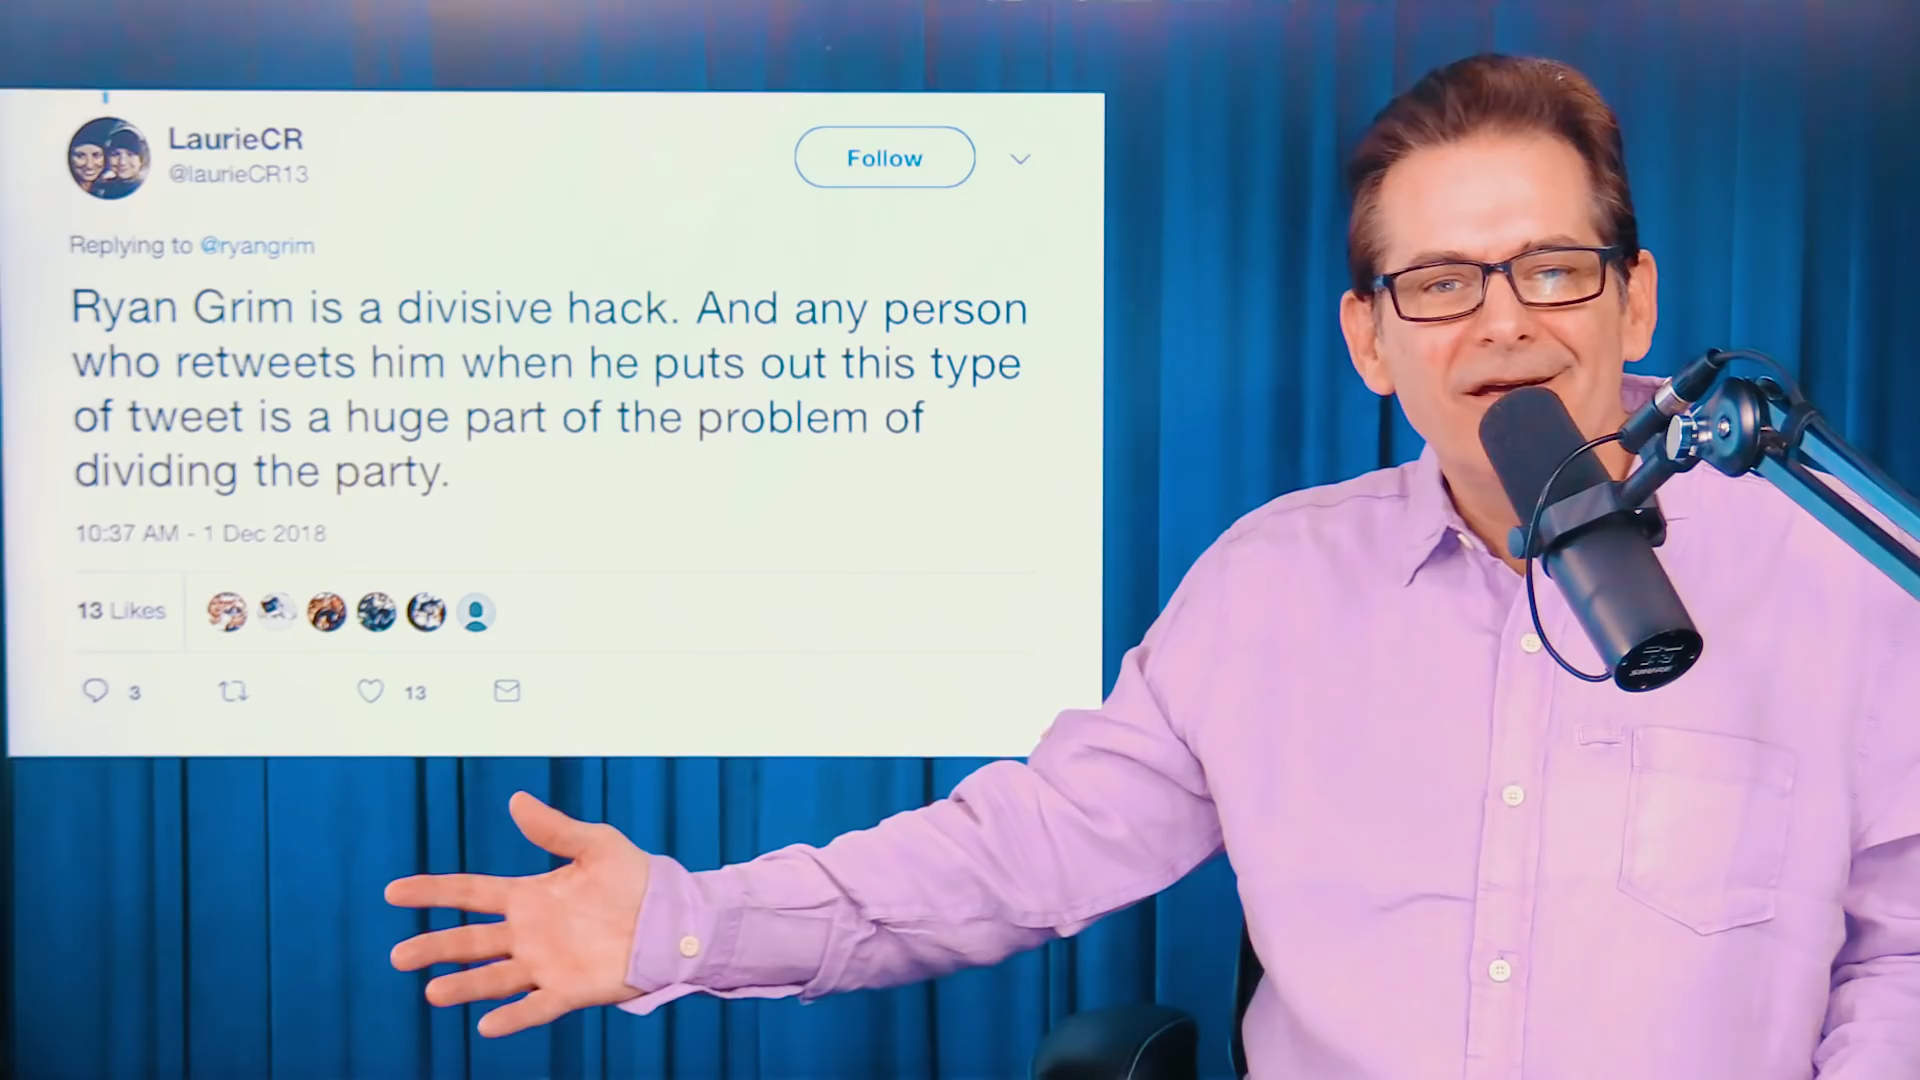 LaurieCR
@laurieCR13
Follow
Replying to @ryangrim
Ryan Grim is a divisive hack. And any person
who retweets him when he puts out this type
of tweet is a huge part of the problem of
dividing the party.
10:37 AM - 1 Dec 2018
13 Likes
3
13